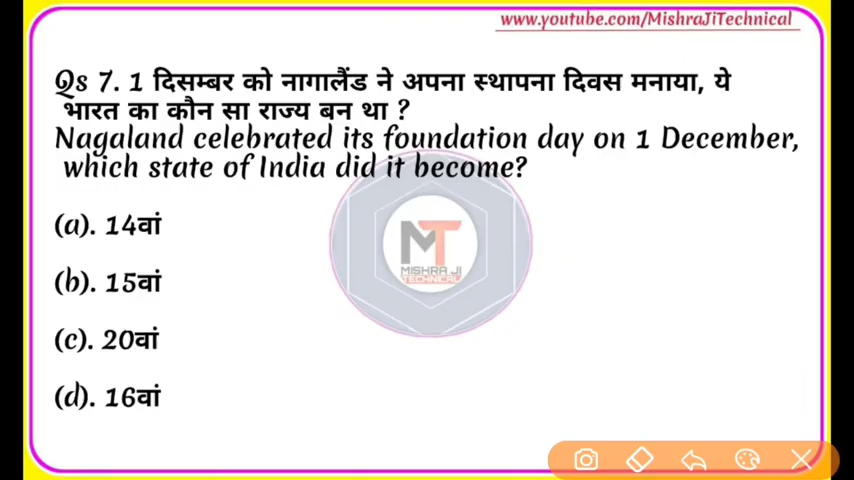 www.youtube.com/MishraJiTechnical
Qs 7. 1 दिसम्बर को नागालैंड ने अपना स्थापना दिवस मनाया, ये
भारत का कौन सा राज्य बन था ?
Nagaland celebrated its foundation day on 1 December,
which state of India did it become?
(a). 14वां
(b). 15वां
(c). 20वां
(d). 16वां
MT
MISHRA JI
TECHNICAL